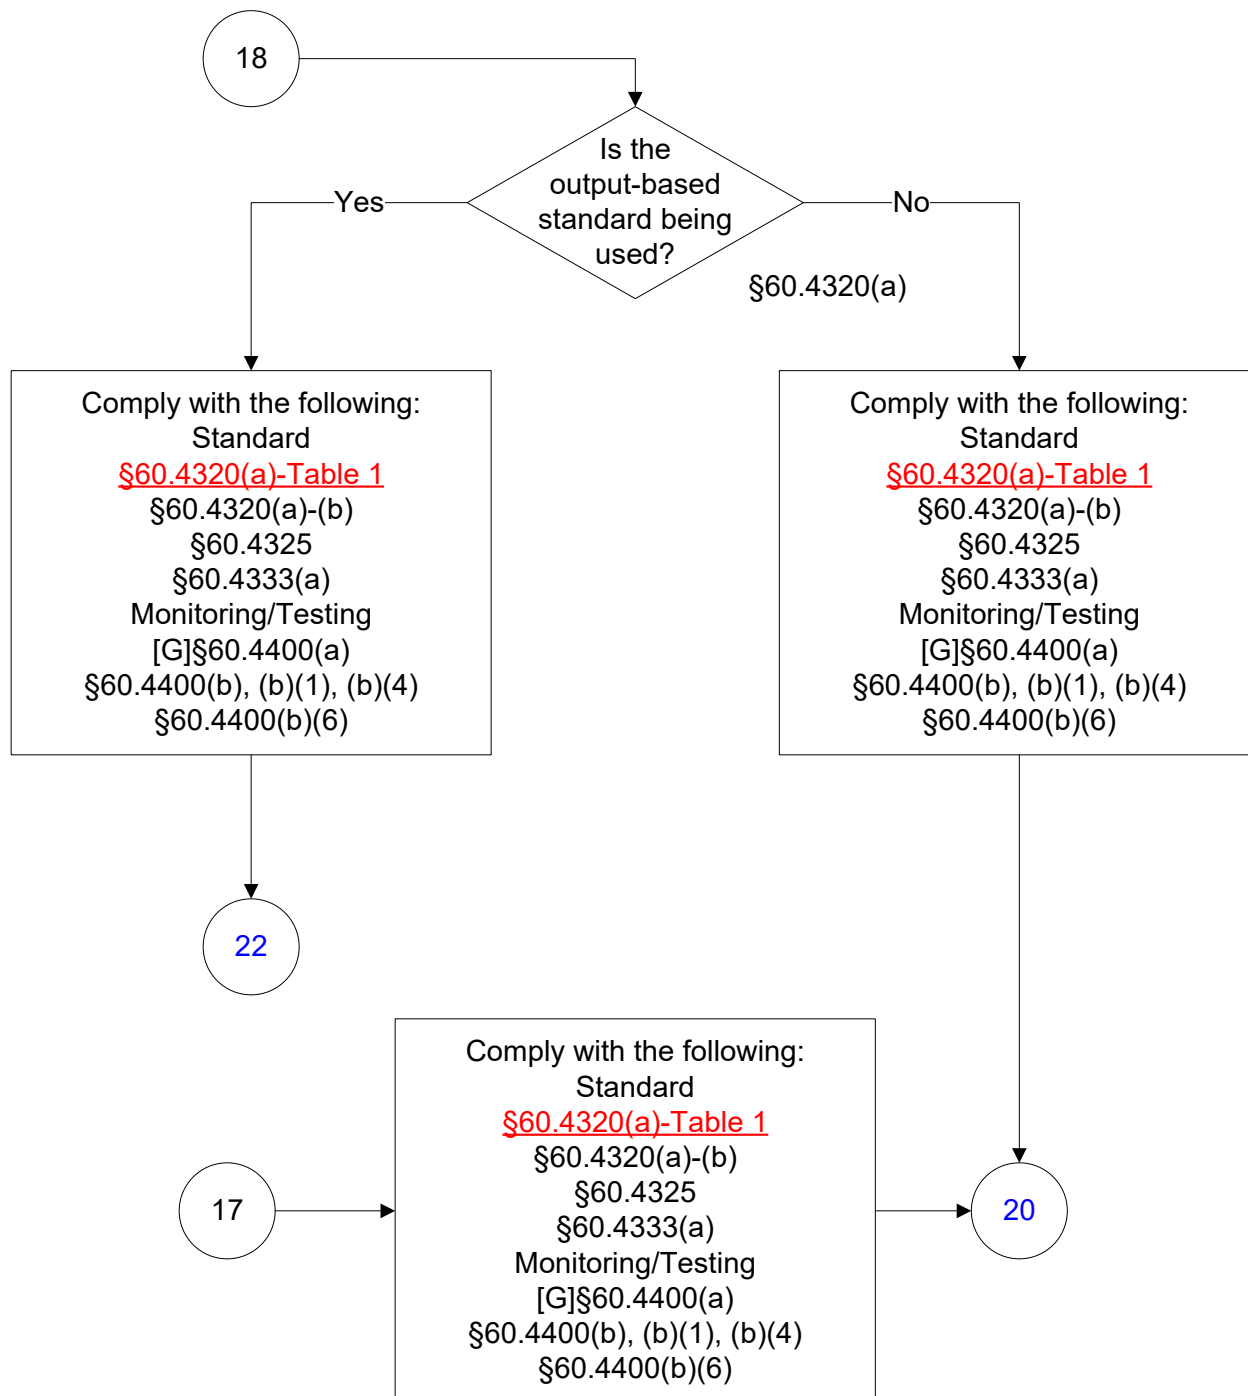 18
Is the
output-based
standard being
used?
Yes
No
§60.4320(a)
Comply with the following:
Standard
§60.4320(a)-Table 1
§60.4320(a)-(b)
§60.4325
§60.4333(a)
Monitoring/Testing
[G]§60.4400(a)
§60.4400(b), (b)(1), (b)(4)
§60.4400(b)(6)
Comply with the following:
Standard
§60.4320(a)-Table 1
§60.4320(a)-(b)
§60.4325
§60.4333(a)
Monitoring/Testing
[G]§60.4400(a)
§60.4400(b), (b)(1), (b)(4)
§60.4400(b)(6)
22
17
Comply with the following:
Standard
§60.4320(a)-Table 1
§60.4320(a)-(b)
§60.4325
§60.4333(a)
Monitoring/Testing
[G]§60.4400(a)
§60.4400(b), (b)(1), (b)(4)
§60.4400(b)(6)
20